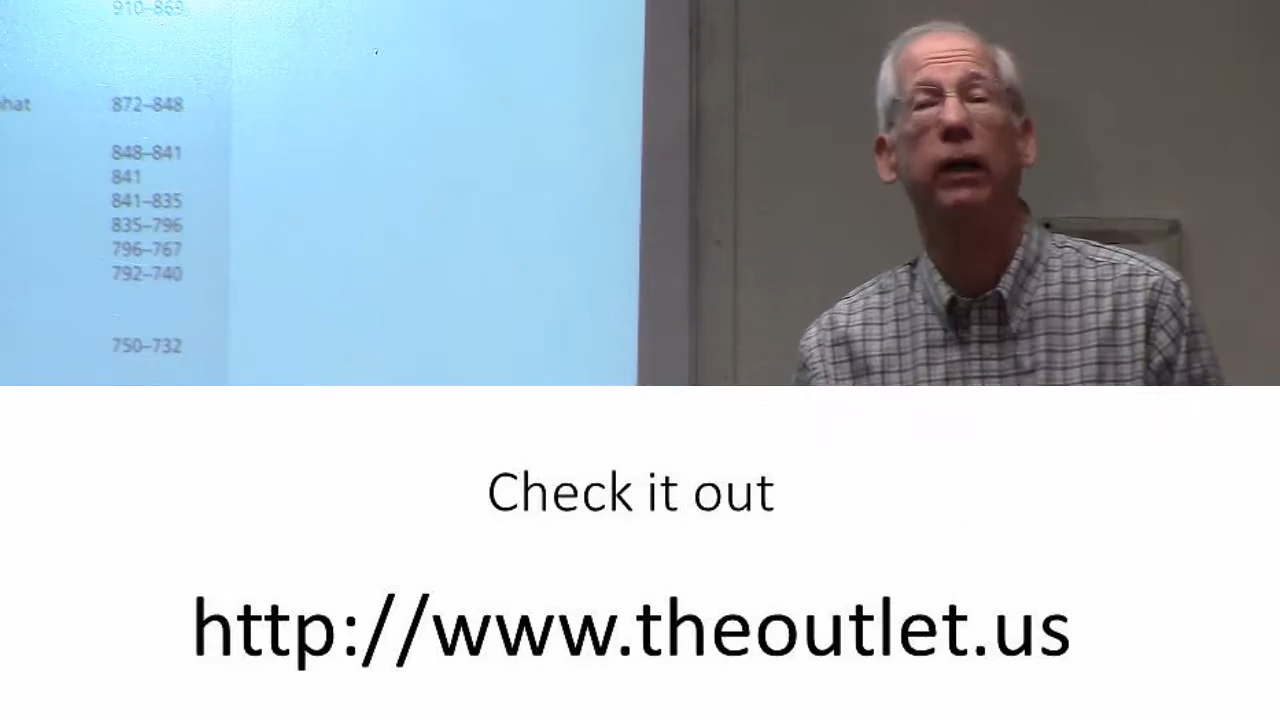 910–869
hat 872–848
848–841
841
841–835
835–796
796–767
792–740
750–732
Check it out
http://www.theoutlet.us